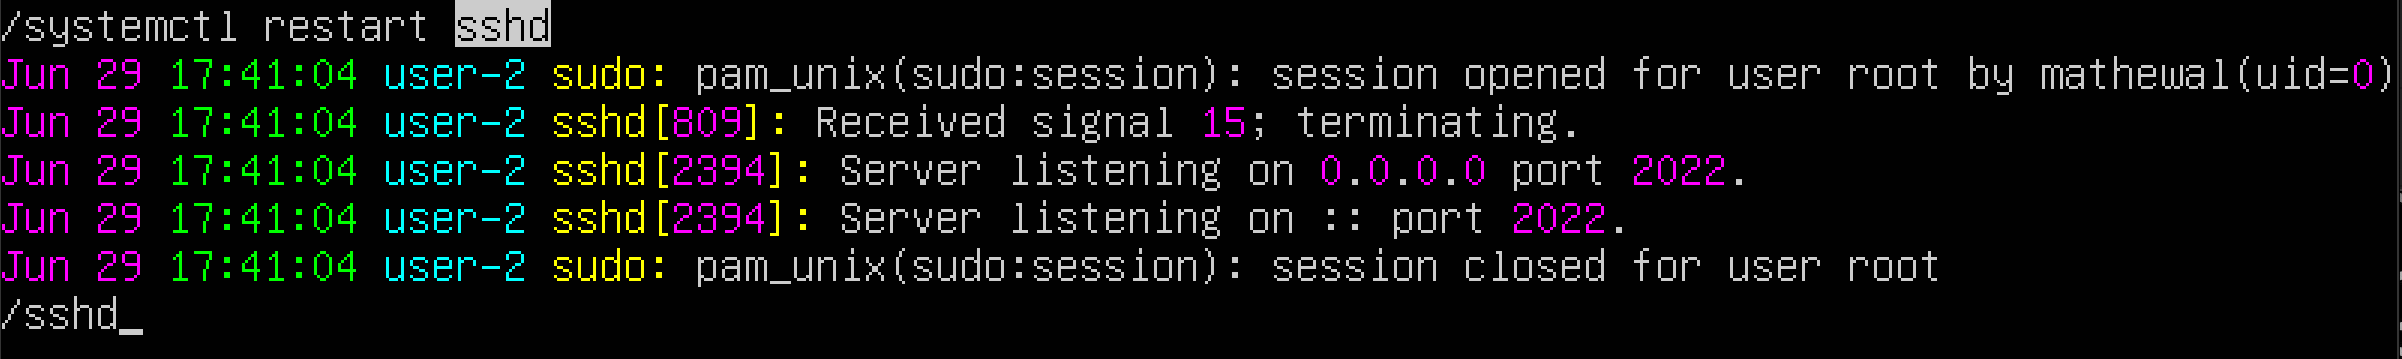 /systemctl restart sshd
Jun 29 17:41:04 user-2 sudo: pam_unix(sudo:session): session opened for user root by mathewal(uid=0)
Jun 29 17:41:04 user-2 sshd[809]: Received signal 15; terminating.
Jun 29 17:41:04 user-2 sshd[2394]: Server listening on 0.0.0.0 port 2022.
Jun 29 17:41:04 user-2 sshd[2394]: Server listening on :: port 2022.
Jun 29 17:41:04 user-2 sudo: pam_unix(sudo:session): session closed for user root
/sshd_